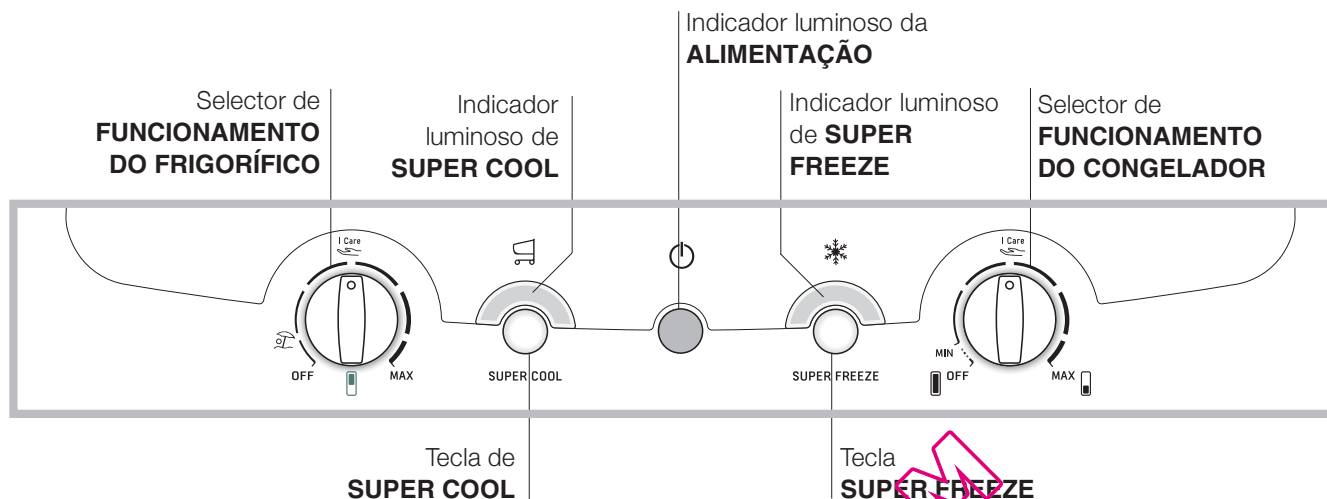 Indicador luminoso da
ALIMENTAÇÃO
Selector de
FUNCIONAMENTO
DO FRIGORÍFICO
Indicador
luminoso de
SUPER COOL
Indicador luminoso
de SUPER
FREEZE
Selector de
FUNCIONAMENTO
DO CONGELADOR
I Care
OFF
MAX
SUPER COOL
SUPER FREEZE
I Care
MIN
OFF
MAX
Tecla de
SUPER COOL
Tecla
SUPER FREEZE
M